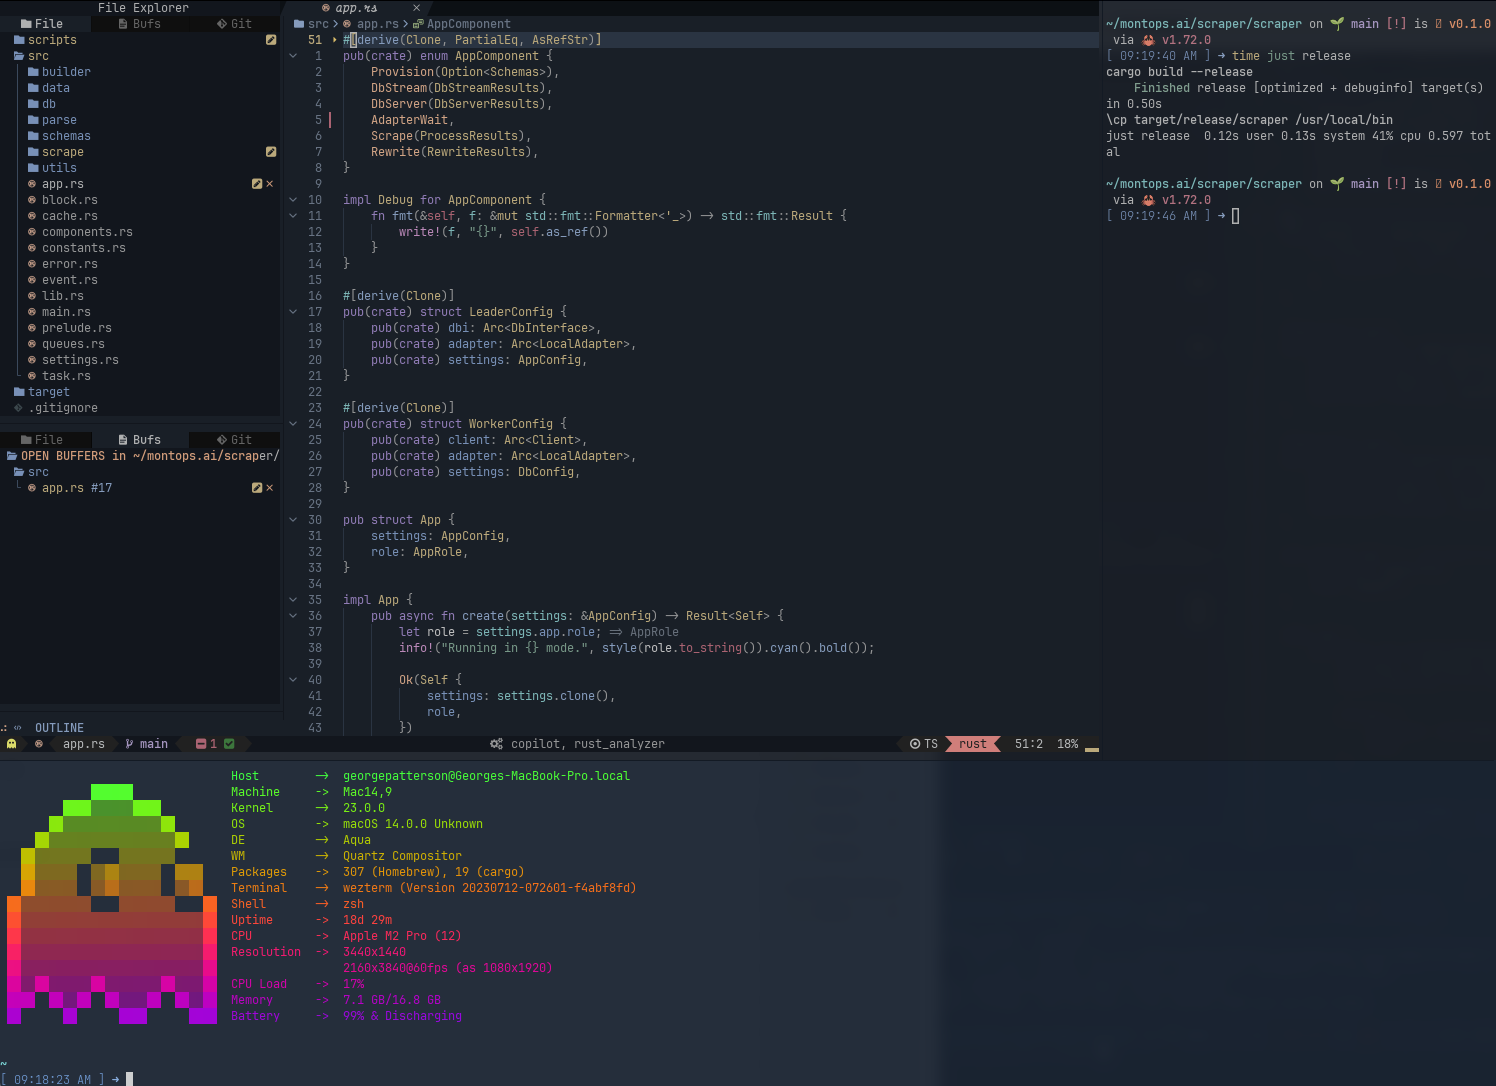 File Explorer
File Bufs Git
scripts
src
builder
data
db
parse
schemas
scrape
utils
app.rs
block.rs
cache.rs
components.rs
constants.rs
error.rs
event.rs
lib.rs
main.rs
prelude.rs
queues.rs
settings.rs
task.rs
target
.gitignore
File Bufs Git
OPEN BUFFERS in ~/montops.ai/scraper/
src
app.rs #17
OUTLINE
app.rs ×
src > app.rs > AppComponent
51 #[derive(Clone, PartialEq, AsRefStr)]
1 pub(crate) enum AppComponent {
2 Provision(Option<Schemas>),
3 DbStream(DbStreamResults),
4 DbServer(DbServerResults),
5 AdapterWait,
6 Scrape(ProcessResults),
7 Rewrite(RewriteResults),
8 }
9
10 impl Debug for AppComponent {
11 fn fmt(&self, f: &mut std::fmt::Formatter<'_>) -> std::fmt::Result {
12 write!(f, "{}", self.as_ref())
13 }
14 }
15
16 #[derive(Clone)]
17 pub(crate) struct LeaderConfig {
18 pub(crate) dbi: Arc<DbInterface>,
19 pub(crate) adapter: Arc<LocalAdapter>,
20 pub(crate) settings: AppConfig,
21 }
22
23 #[derive(Clone)]
24 pub(crate) struct WorkerConfig {
25 pub(crate) client: Arc<Client>,
26 pub(crate) adapter: Arc<LocalAdapter>,
27 pub(crate) settings: DbConfig,
28 }
29
30 pub struct App {
31 settings: AppConfig,
32 role: AppRole,
33 }
34
35 impl App {
36 pub async fn create(settings: &AppConfig) -> Result<Self> {
37 let role = settings.app.role; => AppRole
38 info!("Running in {} mode.", style(role.to_string()).cyan().bold());
39
40 Ok(Self {
41 settings: settings.clone(),
42 role,
43 })
app.rs main 1 copilot, rust_analyzer TS rust 51:2 18%
~/montops.ai/scraper/scraper on 🌱 main [!] is v0.1.0
via 🦀 v1.72.0
[ 09:19:40 AM ] → time just release
cargo build --release
Finished release [optimized + debuginfo] target(s)
in 0.50s
\cp target/release/scraper /usr/local/bin
just release 0.12s user 0.13s system 41% cpu 0.597 tot
al
~/montops.ai/scraper/scraper on 🌱 main [!] is v0.1.0
via 🦀 v1.72.0
[ 09:19:46 AM ] →
Host -> georgepatterson@Georges-MacBook-Pro.local
Machine -> Mac14,9
Kernel -> 23.0.0
OS -> macOS 14.0.0 Unknown
DE -> Aqua
WM -> Quartz Compositor
Packages -> 307 (Homebrew), 19 (cargo)
Terminal -> wezterm (Version 20230712-072601-f4abf8fd)
Shell -> zsh
Uptime -> 18d 29m
CPU -> Apple M2 Pro (12)
Resolution -> 3440x1440
2160x3840@60fps (as 1080x1920)
CPU Load -> 17%
Memory -> 7.1 GB/16.8 GB
Battery -> 99% & Discharging
~
[ 09:18:23 AM ] →